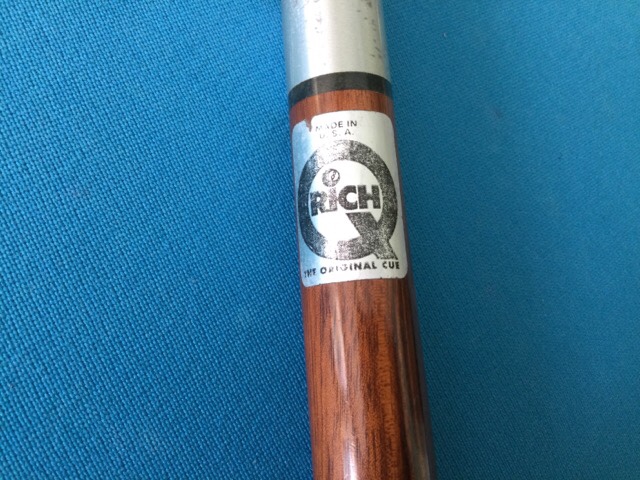 MADE IN
U. S. A.
RiCH
Q
THE ORIGINAL CUE